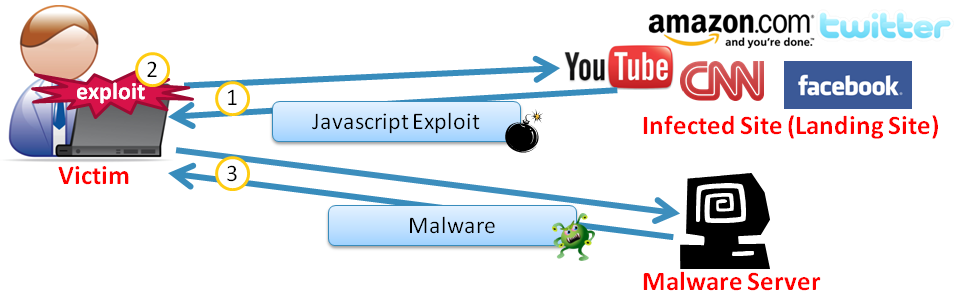 amazon.com
and you're done.™
twitter
YouTube
CNN
facebook
2
exploit
1
Javascript Exploit
Infected Site (Landing Site)
Victim
3
Malware
Malware Server